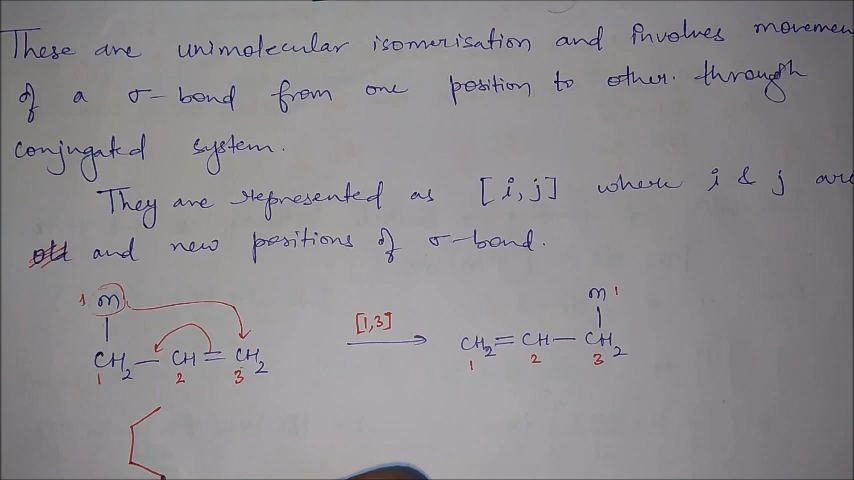 These are unimolecular isomerisation and involves movemen
of a σ-bond from one position to other. through
conjugated system.
They are represented as [i,j] where i & j are
old and new positions of σ-bond.
1 m
CH2 — CH = CH2
1 2 3
[1,3]
m 1
CH2 = CH — CH2
1 2 3